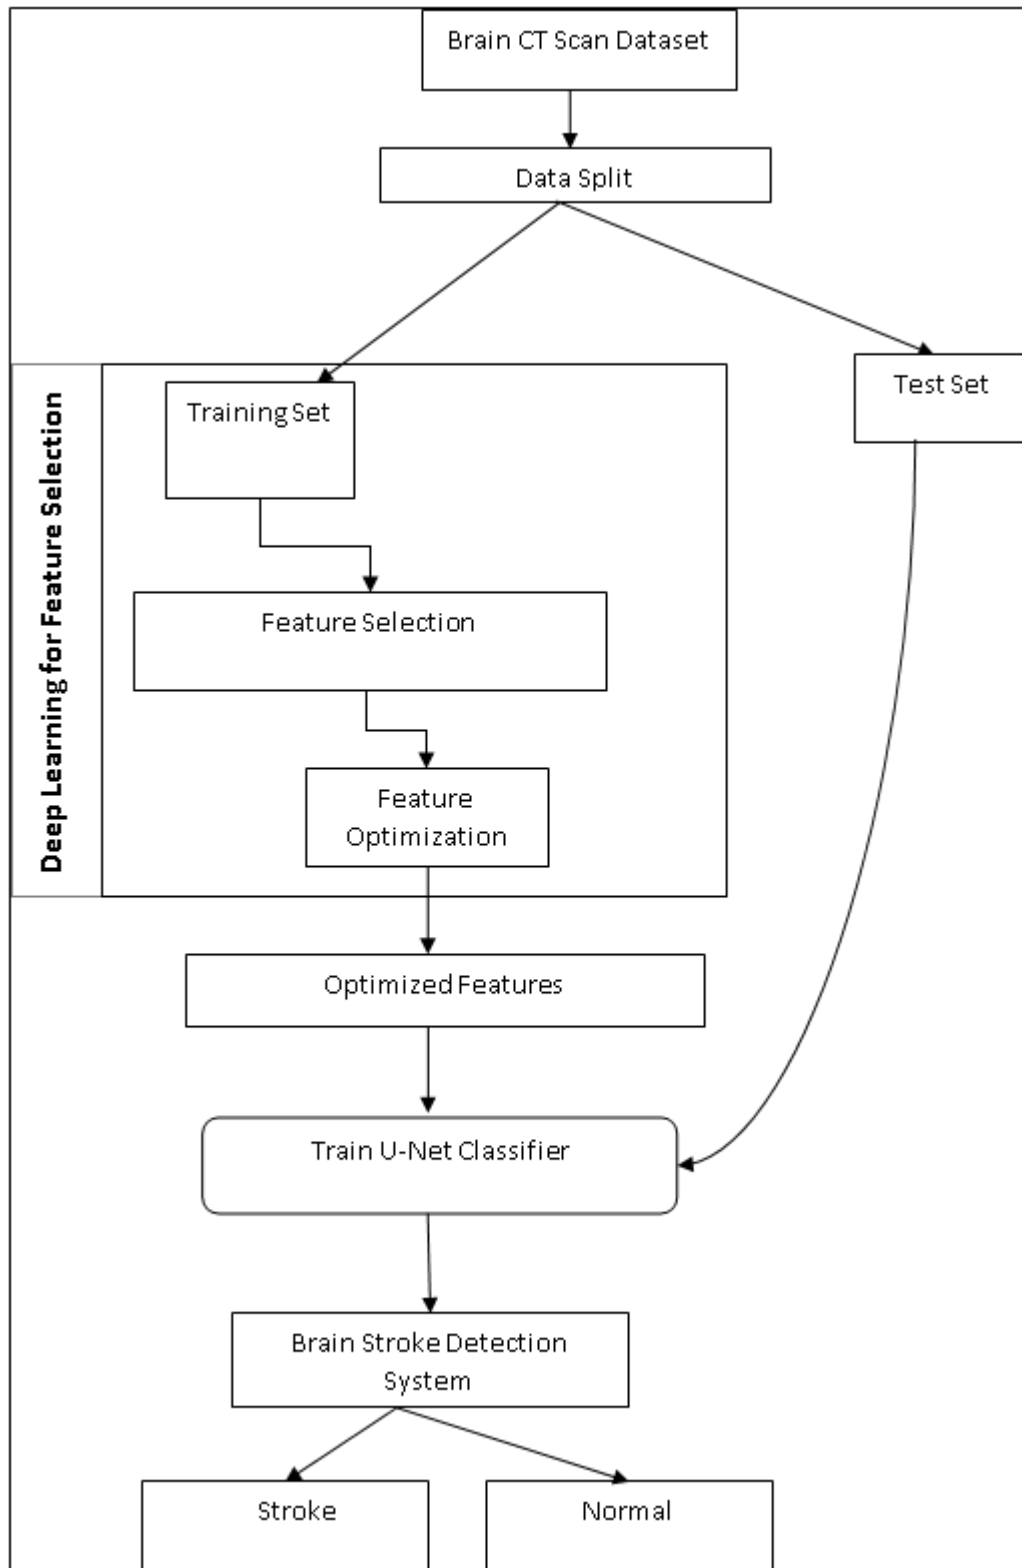 Brain CT Scan Dataset
Data Split
Training Set
Test Set
Deep Learning for Feature Selection
Feature Selection
Feature
Optimization
Optimized Features
Train U-Net Classifier
Brain Stroke Detection
System
Stroke
Normal